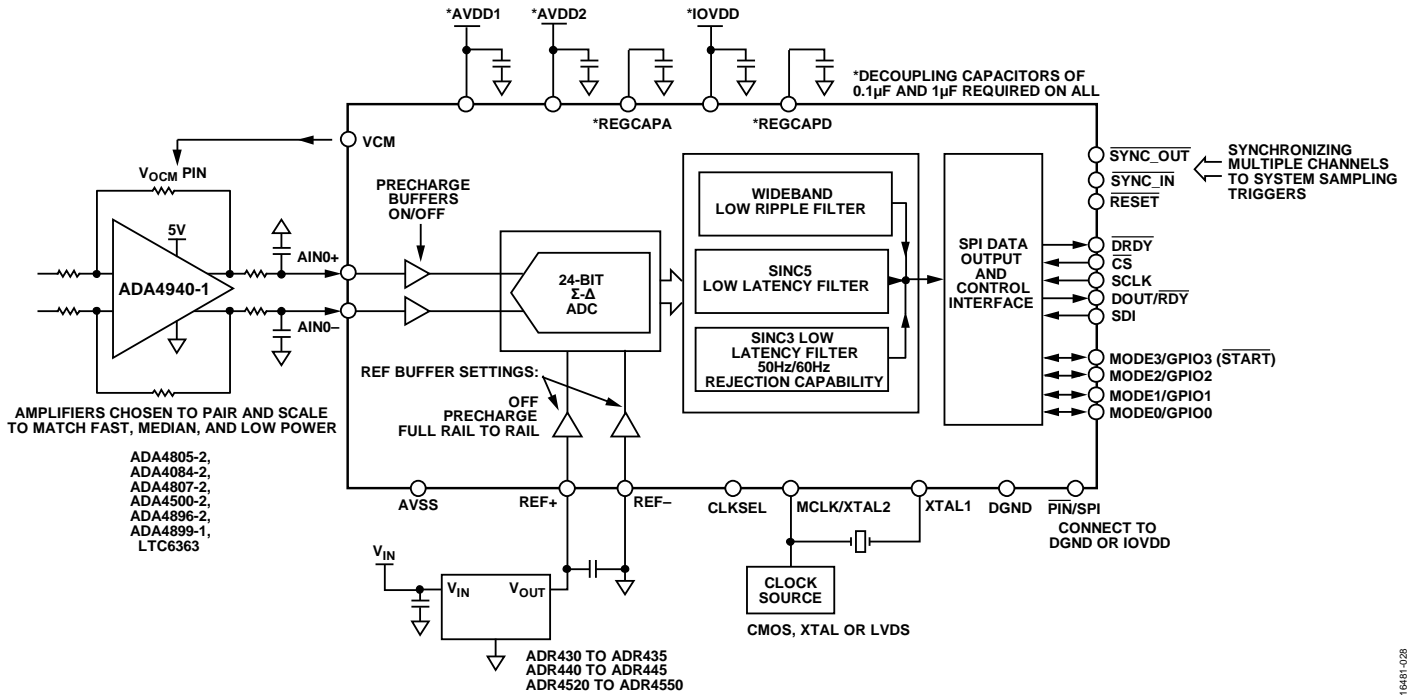 *AVDD1
*AVDD2
*IOVDD
*DECOUPLING CAPACITORS OF
0.1µF AND 1µF REQUIRED ON ALL
*REGCAPA
*REGCAPD
VCM
VOCM PIN
5V
ADA4940-1
AIN0+
AIN0−
PRECHARGE
BUFFERS
ON/OFF
24-BIT
Σ-Δ
ADC
WIDEBAND
LOW RIPPLE FILTER
SINC5
LOW LATENCY FILTER
SINC3 LOW
LATENCY FILTER
50Hz/60Hz
REJECTION CAPABILITY
SPI DATA
OUTPUT
AND
CONTROL
INTERFACE
SYNC_OUT
SYNC_IN
RESET
SYNCHRONIZING
MULTIPLE CHANNELS
TO SYSTEM SAMPLING
TRIGGERS
DRDY
CS
SCLK
DOUT/RDY
SDI
MODE3/GPIO3 (START)
MODE2/GPIO2
MODE1/GPIO1
MODE0/GPIO0
REF BUFFER SETTINGS:
OFF
PRECHARGE
FULL RAIL TO RAIL
AMPLIFIERS CHOSEN TO PAIR AND SCALE
TO MATCH FAST, MEDIAN, AND LOW POWER
ADA4805-2,
ADA4084-2,
ADA4807-2,
ADA4500-2,
ADA4896-2,
ADA4899-1,
LTC6363
AVSS
REF+
REF−
CLKSEL
MCLK/XTAL2
XTAL1
DGND
PIN/SPI
CONNECT TO
DGND OR IOVDD
VIN
VIN
VOUT
CLOCK
SOURCE
CMOS, XTAL OR LVDS
ADR430 TO ADR435
ADR440 TO ADR445
ADR4520 TO ADR4550
16481-028